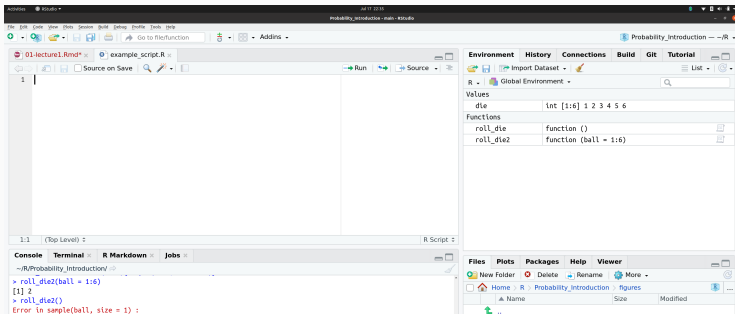 Activities RStudio Jul 17 22:35
Probability_Introduction - main - RStudio
File Edit Code View Plots Session Build Debug Profile Tools Help
Go to file/function Addins Probability_Introduction — ~/R
01-lecture1.Rmd* × example_script.R ×
Source on Save Run Source
1
1:1 (Top Level) R Script
Console Terminal × R Markdown × Jobs ×
~/R/Probability_Introduction/
> roll_die2(ball = 1:6)
[1] 2
> roll_die2()
Error in sample(ball, size = 1) :
Environment History Connections Build Git Tutorial
Import Dataset List
R Global Environment
Values
die int [1:6] 1 2 3 4 5 6
Functions
roll_die function ()
roll_die2 function (ball = 1:6)
Files Plots Packages Help Viewer
New Folder Delete Rename More
Home R Probability_Introduction figures ...
Name Size Modified